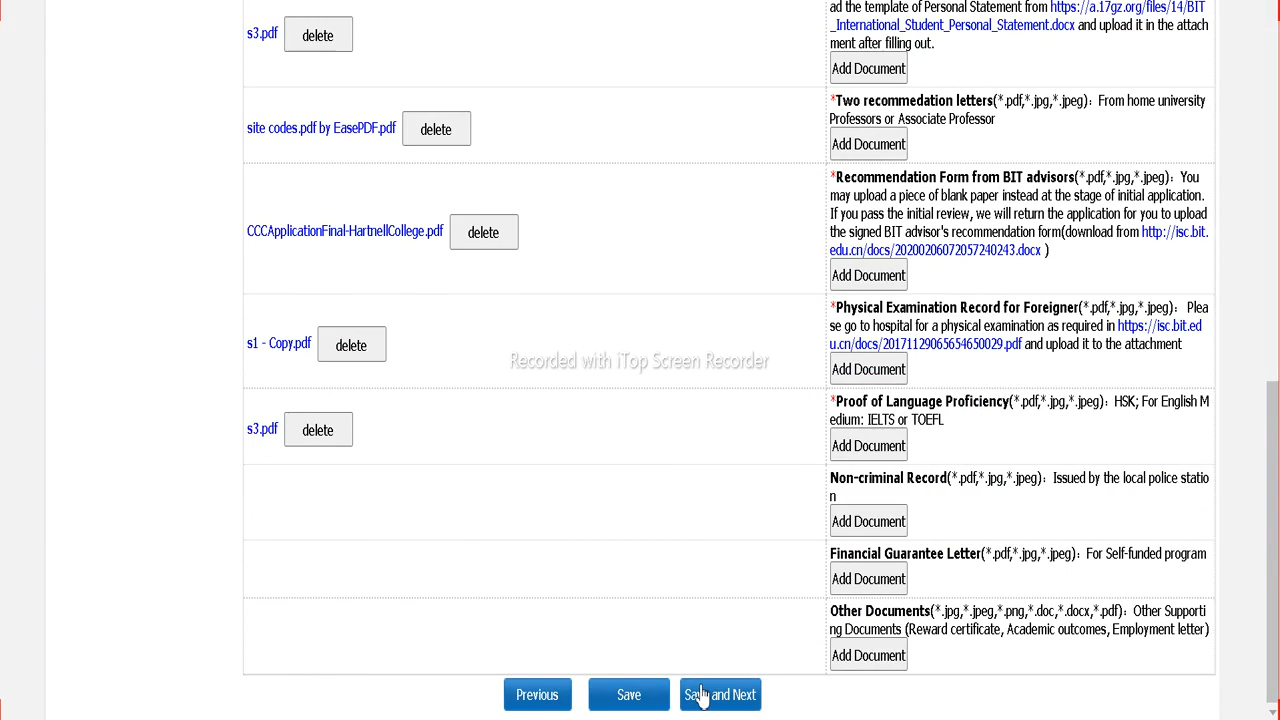 ad the template of Personal Statement from https://a.17gz.org/files/14/BIT
s3.pdf delete
_International_Student_Personal_Statement.docx and upload it in the attach
ment after filling out.
Add Document
*Two recommedation letters(*.pdf,*.jpg,*.jpeg): From home university
Professors or Associate Professor
site codes.pdf by EasePDF.pdf delete
Add Document
*Recommendation Form from BIT advisors(*.pdf,*.jpg,*.jpeg): You
may upload a piece of blank paper instead at the stage of initial application.
If you pass the initial review, we will return the application for you to upload
the signed BIT advisor's recommendation form(download from http://isc.bit.
edu.cn/docs/20200206072057240243.docx )
CCCApplicationFinal-HartnellCollege.pdf delete
Add Document
*Physical Examination Record for Foreigner(*.pdf,*.jpg,*.jpeg): Plea
se go to hospital for a physical examination as required in https://isc.bit.ed
u.cn/docs/20171129065654650029.pdf and upload it to the attachment
s1 - Copy.pdf delete
Add Document
Recorded with iTop Screen Recorder
*Proof of Language Proficiency(*.pdf,*.jpg,*.jpeg): HSK; For English M
edium: IELTS or TOEFL
s3.pdf delete
Add Document
Non-criminal Record(*.pdf,*.jpg,*.jpeg): Issued by the local police statio
n
Add Document
Financial Guarantee Letter(*.pdf,*.jpg,*.jpeg): For Self-funded program
Add Document
Other Documents(*.jpg,*.jpeg,*.png,*.doc,*.docx,*.pdf): Other Supporti
ng Documents (Reward certificate, Academic outcomes, Employment letter)
Add Document
Previous Save Save and Next